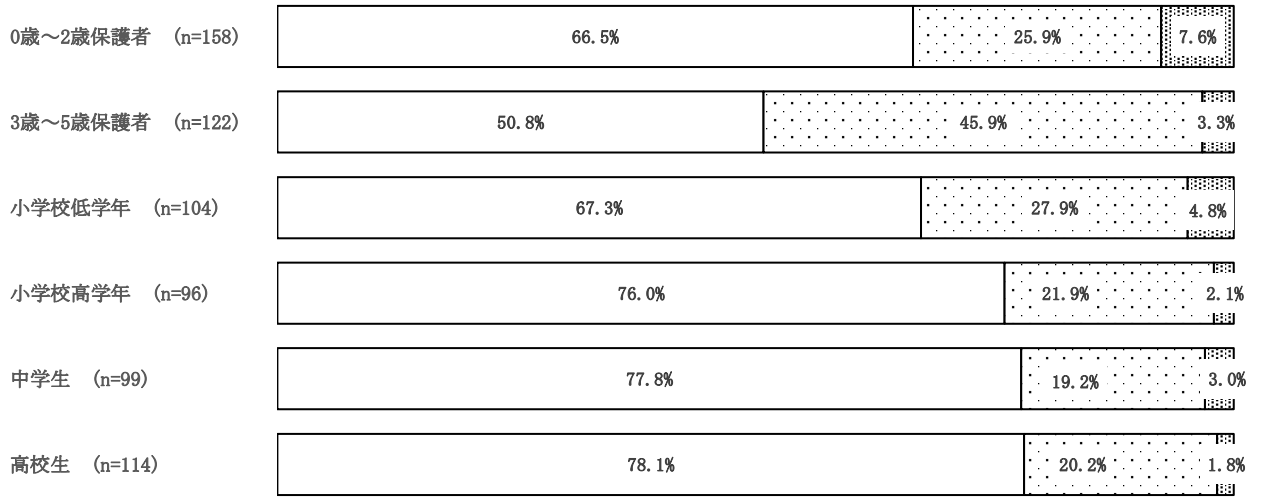 0歳～2歳保護者　(n=158)　66.5%　25.9%　7.6%
3歳～5歳保護者　(n=122)　50.8%　45.9%　3.3%
小学校低学年　(n=104)　67.3%　27.9%　4.8%
小学校高学年　(n=96)　76.0%　21.9%　2.1%
中学生　(n=99)　77.8%　19.2%　3.0%
高校生　(n=114)　78.1%　20.2%　1.8%